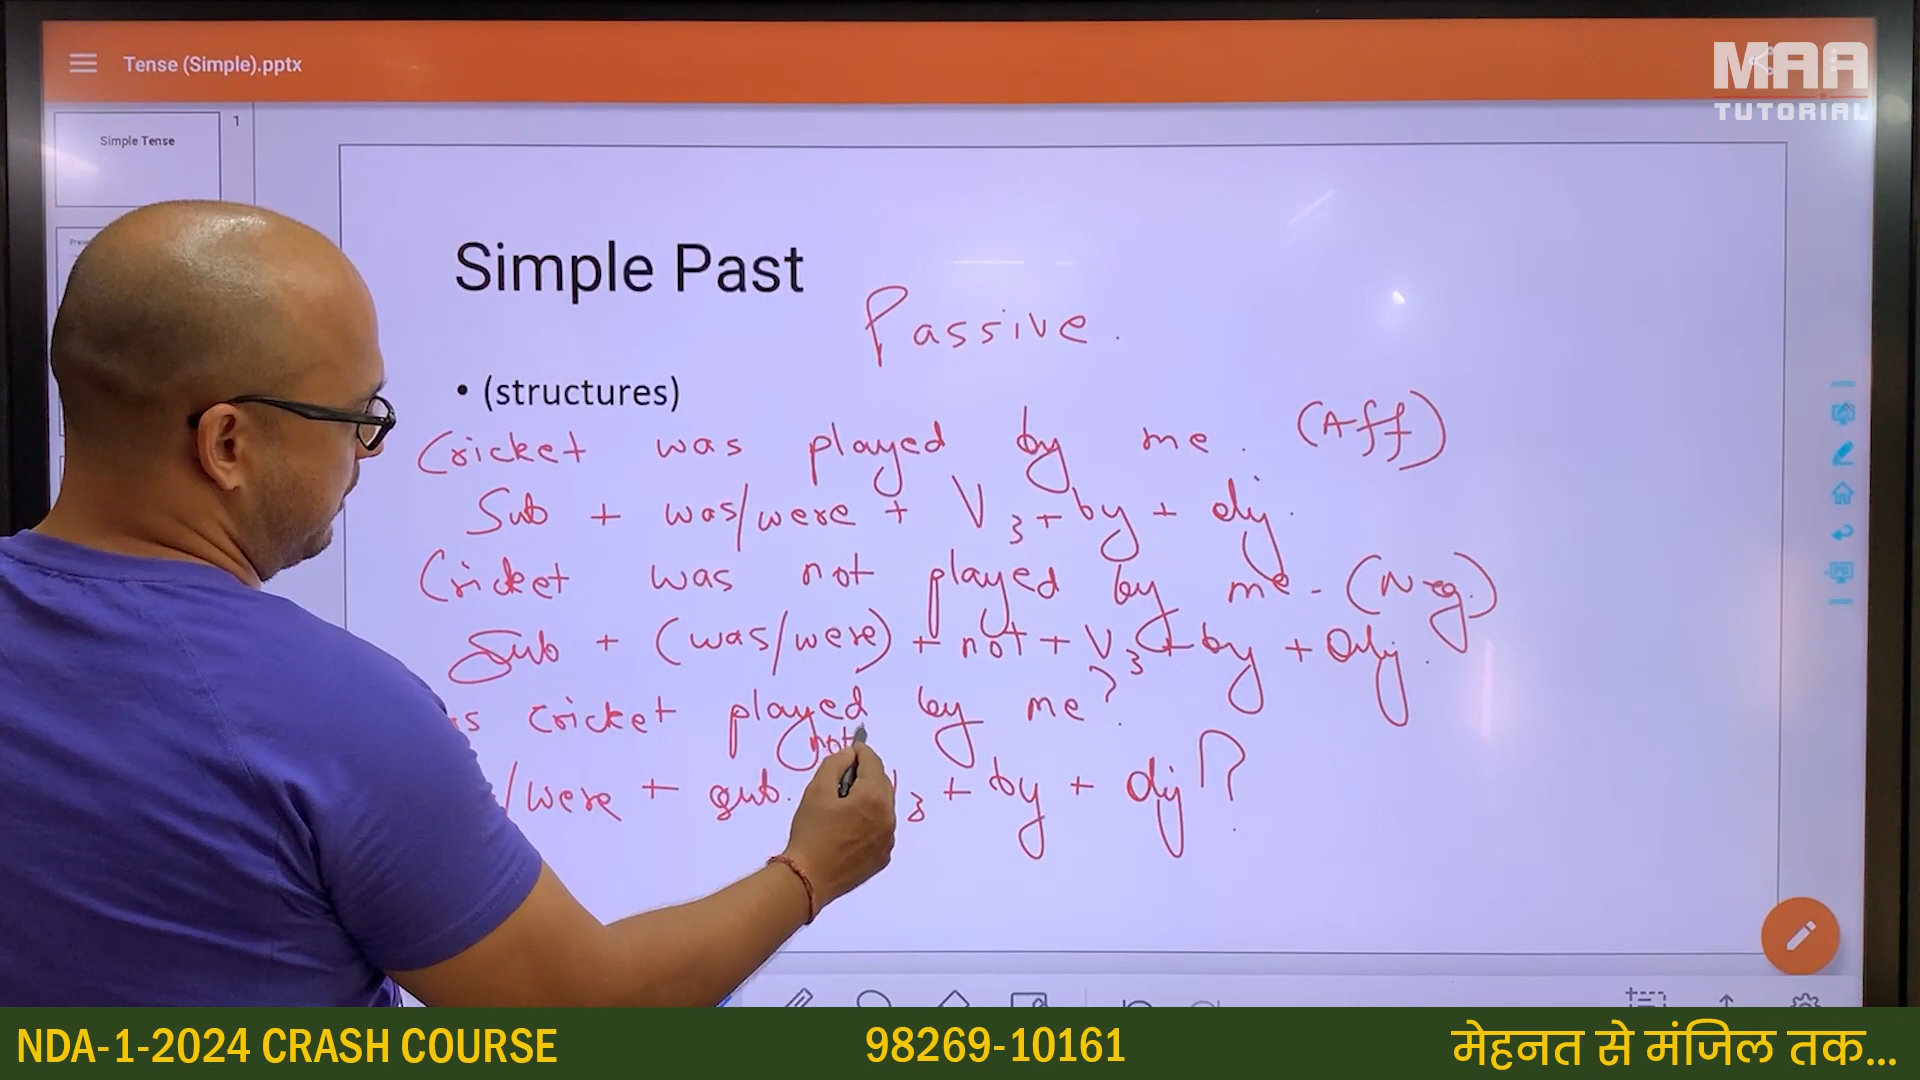 Tense (Simple).pptx
MAA
TUTORIAL
1
Simple Tense
Simple Past
Passive.
• (structures)
Cricket was played by me. (Aff)
Sub + was/were + V3 + by + obj.
Cricket was not played by me. (Neg.)
Sub + (was/were) + not + V3 + by + Obj.
cricket played by me?
not
/were + sub. 3 + by + obj?
NDA-1-2024 CRASH COURSE
98269-10161
मेहनत से मंजिल तक...